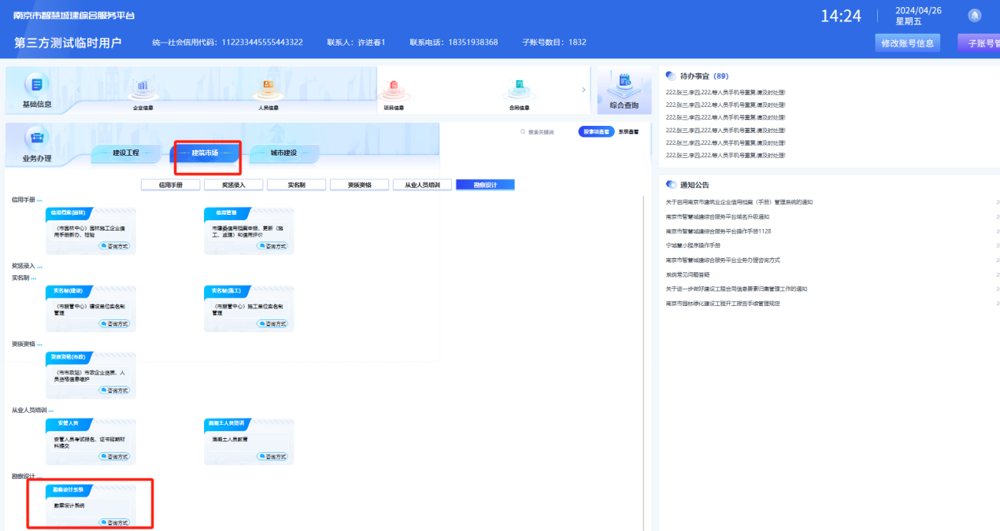 南京市智慧城建综合服务平台
14:24
2024/04/26
星期五
第三方测试临时用户
统一社会信用代码：112233445555443322
联系人：许进春1
联系电话：18351938368
子账号数目：1832
修改账号信息
子账号管
基础信息
企业信息
人员信息
项目信息
合同信息
综合查询
业务办理
建设工程
建筑市场
城市建设
搜索关键词
按事项查看
系统查看
信用手册
奖惩录入
实名制
资质资格
从业人员培训
勘察设计
信用手册 ...
信用档案(园林)
（市园林中心）园林施工企业信
用手册新办、检验
咨询方式
信用管理
市建委信用档案申报、更新（施
工、监理）和信用评价
咨询方式
奖惩录入 ...
实名制 ...
实名制(建设)
（市服管中心）建设单位实名制
管理
咨询方式
实名制(施工)
（市服管中心）施工单位实名制
管理
咨询方式
资质资格 ...
资质资格(市政)
（市市政站）市政企业资质、人
员资格信息维护
咨询方式
从业人员培训 ...
安管人员
安管人员考试报名、证书延期材
料提交
咨询方式
混凝土人员培训
混凝土人员教育
咨询方式
勘察设计 ...
勘察设计系统
勘察设计系统
咨询方式
待办事宜（89）
222,张三,李四,222,等人员手机号重复,请及时处理!
222,张三,李四,222,等人员手机号重复,请及时处理!
222,张三,李四,222,等人员手机号重复,请及时处理!
222,张三,李四,222,等人员手机号重复,请及时处理!
222,张三,李四,222,等人员手机号重复,请及时处理!
222,张三,李四,222,等人员手机号重复,请及时处理!
通知公告
关于启用南京市建筑业企业信用档案（手册）管理系统的通知
南京市智慧城建综合服务平台域名升级通知
南京市智慧城建综合服务平台操作手册1128
宁城慧小程序操作手册
南京市智慧城建综合服务平台业务办理咨询方式
系统常见问题答疑
关于进一步做好建设工程合同信息要素归集管理工作的通知
南京市园林绿化建设工程开工报告手续管理规定